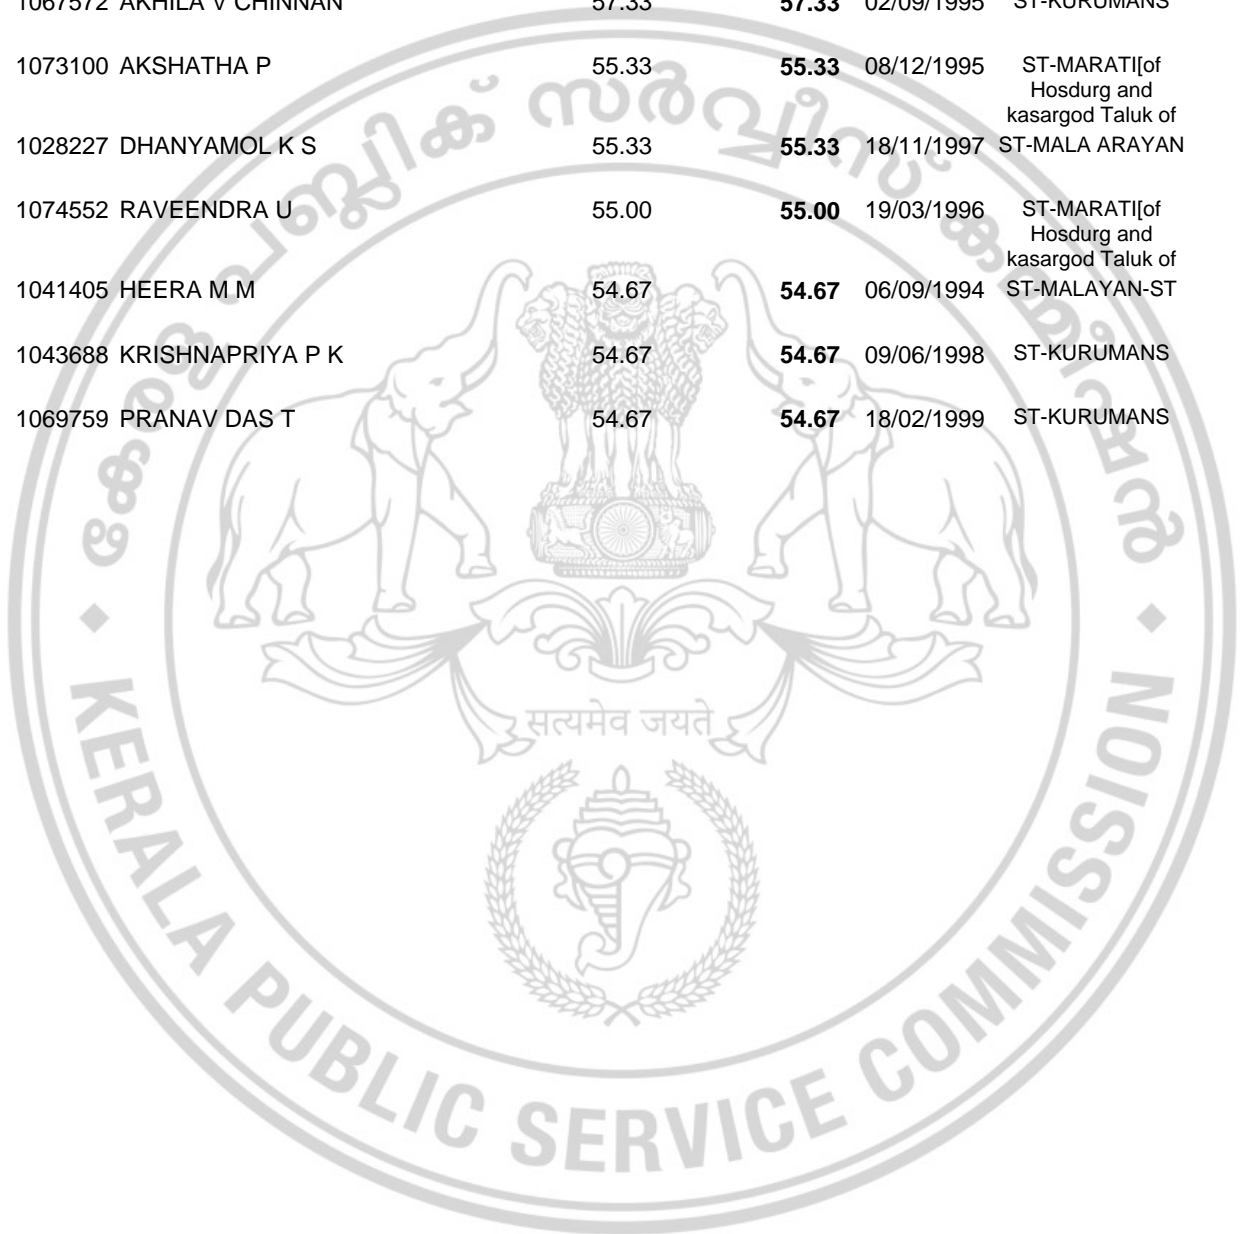 1067572 AKHILA V CHINNAN 57.33 57.33 02/09/1995 ST-KURUMANS
1073100 AKSHATHA P 55.33 55.33 08/12/1995 ST-MARATI[of
Hosdurg and
kasargod Taluk of
1028227 DHANYAMOL K S 55.33 55.33 18/11/1997 ST-MALA ARAYAN
1074552 RAVEENDRA U 55.00 55.00 19/03/1996 ST-MARATI[of
Hosdurg and
kasargod Taluk of
1041405 HEERA M M 54.67 54.67 06/09/1994 ST-MALAYAN-ST
1043688 KRISHNAPRIYA P K 54.67 54.67 09/06/1998 ST-KURUMANS
1069759 PRANAV DAS T 54.67 54.67 18/02/1999 ST-KURUMANS
കേരള പബ്ലിക് സർവ്വീസ് കമ്മീഷൻ
सत्यमेव जयते
KERALA PUBLIC SERVICE COMMISSION